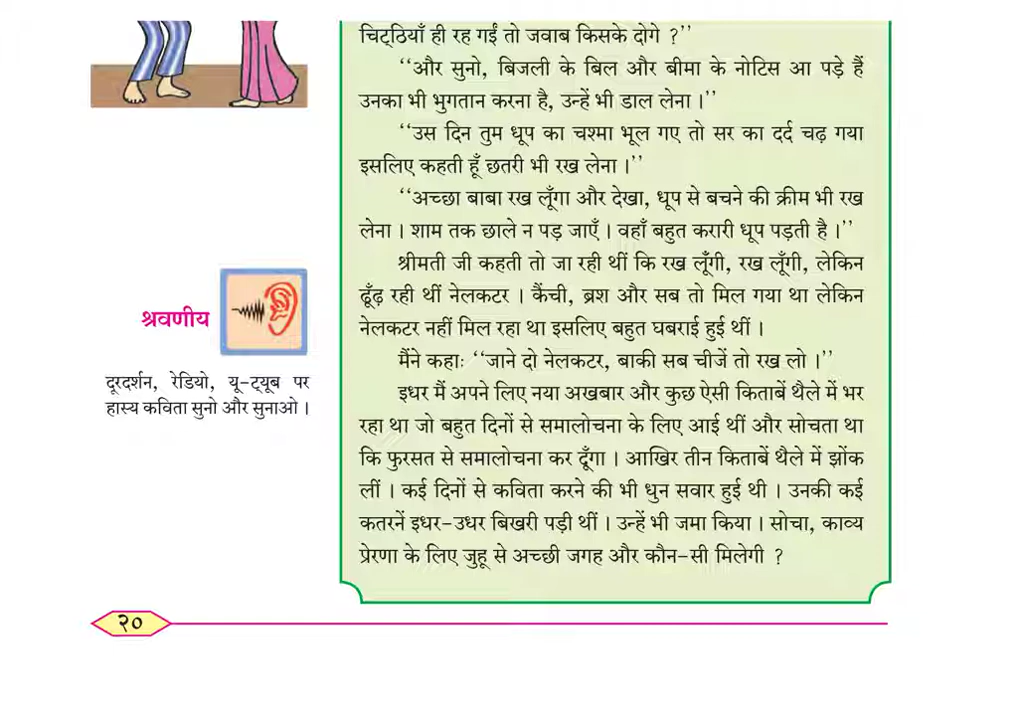 चिट्ठियाँ ही रह गईं तो जवाब किसके दोगे ?’’
‘‘और सुनो, बिजली के बिल और बीमा के नोटिस आ पड़े हैं
उनका भी भुगतान करना है, उन्हें भी डाल लेना ।’’
‘‘उस दिन तुम धूप का चश्मा भूल गए तो सर का दर्द चढ़ गया
इसलिए कहती हूँ छतरी भी रख लेना ।’’
‘‘अच्छा बाबा रख लूँगा और देखा, धूप से बचने की क्रीम भी रख
लेना । शाम तक छाले न पड़ जाएँ । वहाँ बहुत करारी धूप पड़ती है ।’’
श्रीमती जी कहती तो जा रही थीं कि रख लूँगी, रख लूँगी, लेकिन
ढूँढ़ रही थीं नेलकटर । कैंची, ब्रश और सब तो मिल गया था लेकिन
नेलकटर नहीं मिल रहा था इसलिए बहुत घबराई हुई थीं ।
मैंने कहाः ‘‘जाने दो नेलकटर, बाकी सब चीजें तो रख लो ।’’
इधर मैं अपने लिए नया अखबार और कुछ ऐसी किताबें थैले में भर
रहा था जो बहुत दिनों से समालोचना के लिए आई थीं और सोचता था
कि फुरसत से समालोचना कर दूँगा । आखिर तीन किताबें थैले में झोंक
लीं । कई दिनों से कविता करने की भी धुन सवार हुई थी । उनकी कई
कतरनें इधर-उधर बिखरी पड़ी थीं । उन्हें भी जमा किया । सोचा, काव्य
प्रेरणा के लिए जुहू से अच्छी जगह और कौन-सी मिलेगी ?
श्रवणीय
दूरदर्शन, रेडियो, यू-ट्यूब पर
हास्य कविता सुनो और सुनाओ ।
२०